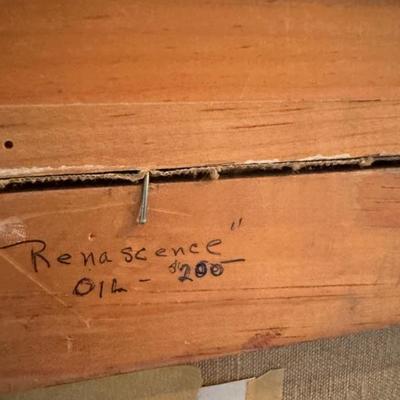 "Renascence"
OIL - $200